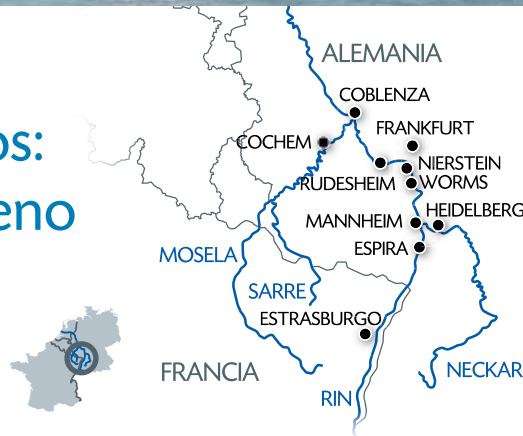 ALEMANIA
COBLENZA
FRANKFURT
os:
COCHEM
NIERSTEIN
RUDESHEIM
WORMS
eno
MANNHEIM
HEIDELBERG
ESPIRA
MOSELA
SARRE
ESTRASBURGO
FRANCIA
NECKAR
RIN